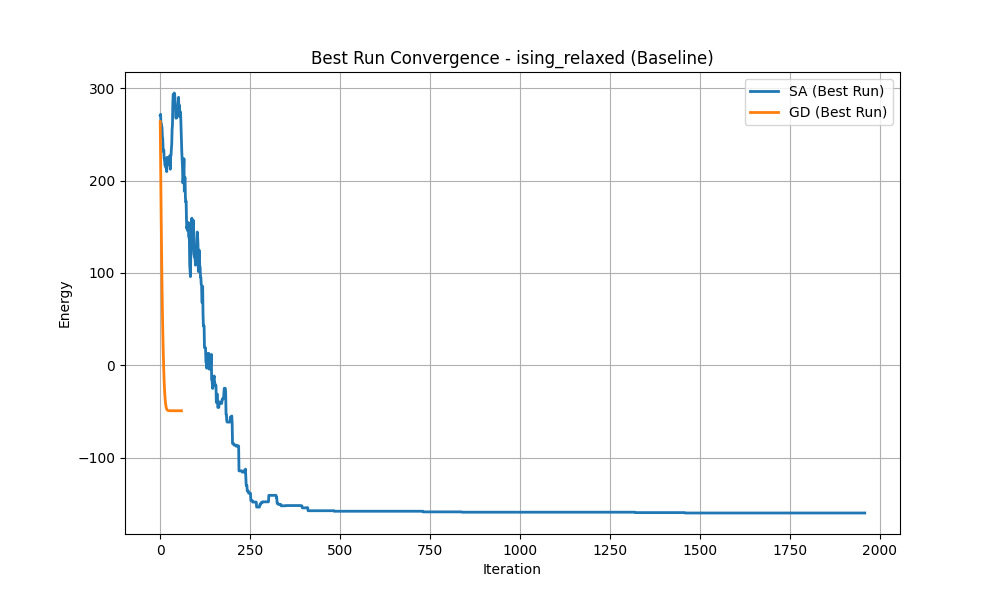 Best Run Convergence - ising_relaxed (Baseline)
SA (Best Run)
GD (Best Run)
Energy
300
200
100
0
−100
0 250 500 750 1000 1250 1500 1750 2000
Iteration